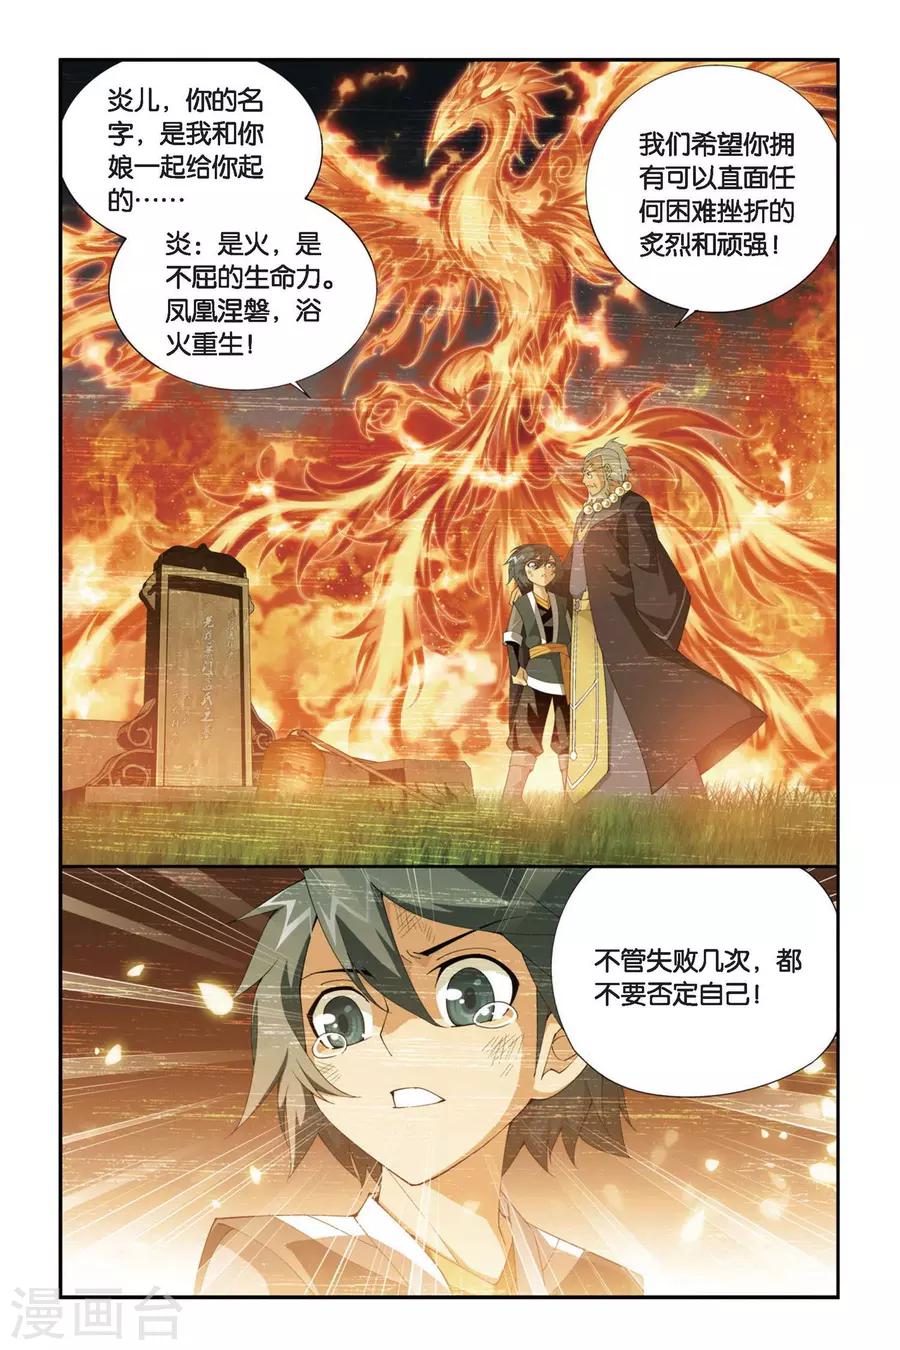 炎儿，你的名
字，是我和你
娘一起给你起
的……
炎：是火，是
不屈的生命力。
凤凰涅磐，浴
火重生！
我们希望你拥
有可以直面任
何困难挫折的
炙烈和顽强！
不管失败几次，都
不要否定自己！
漫画台